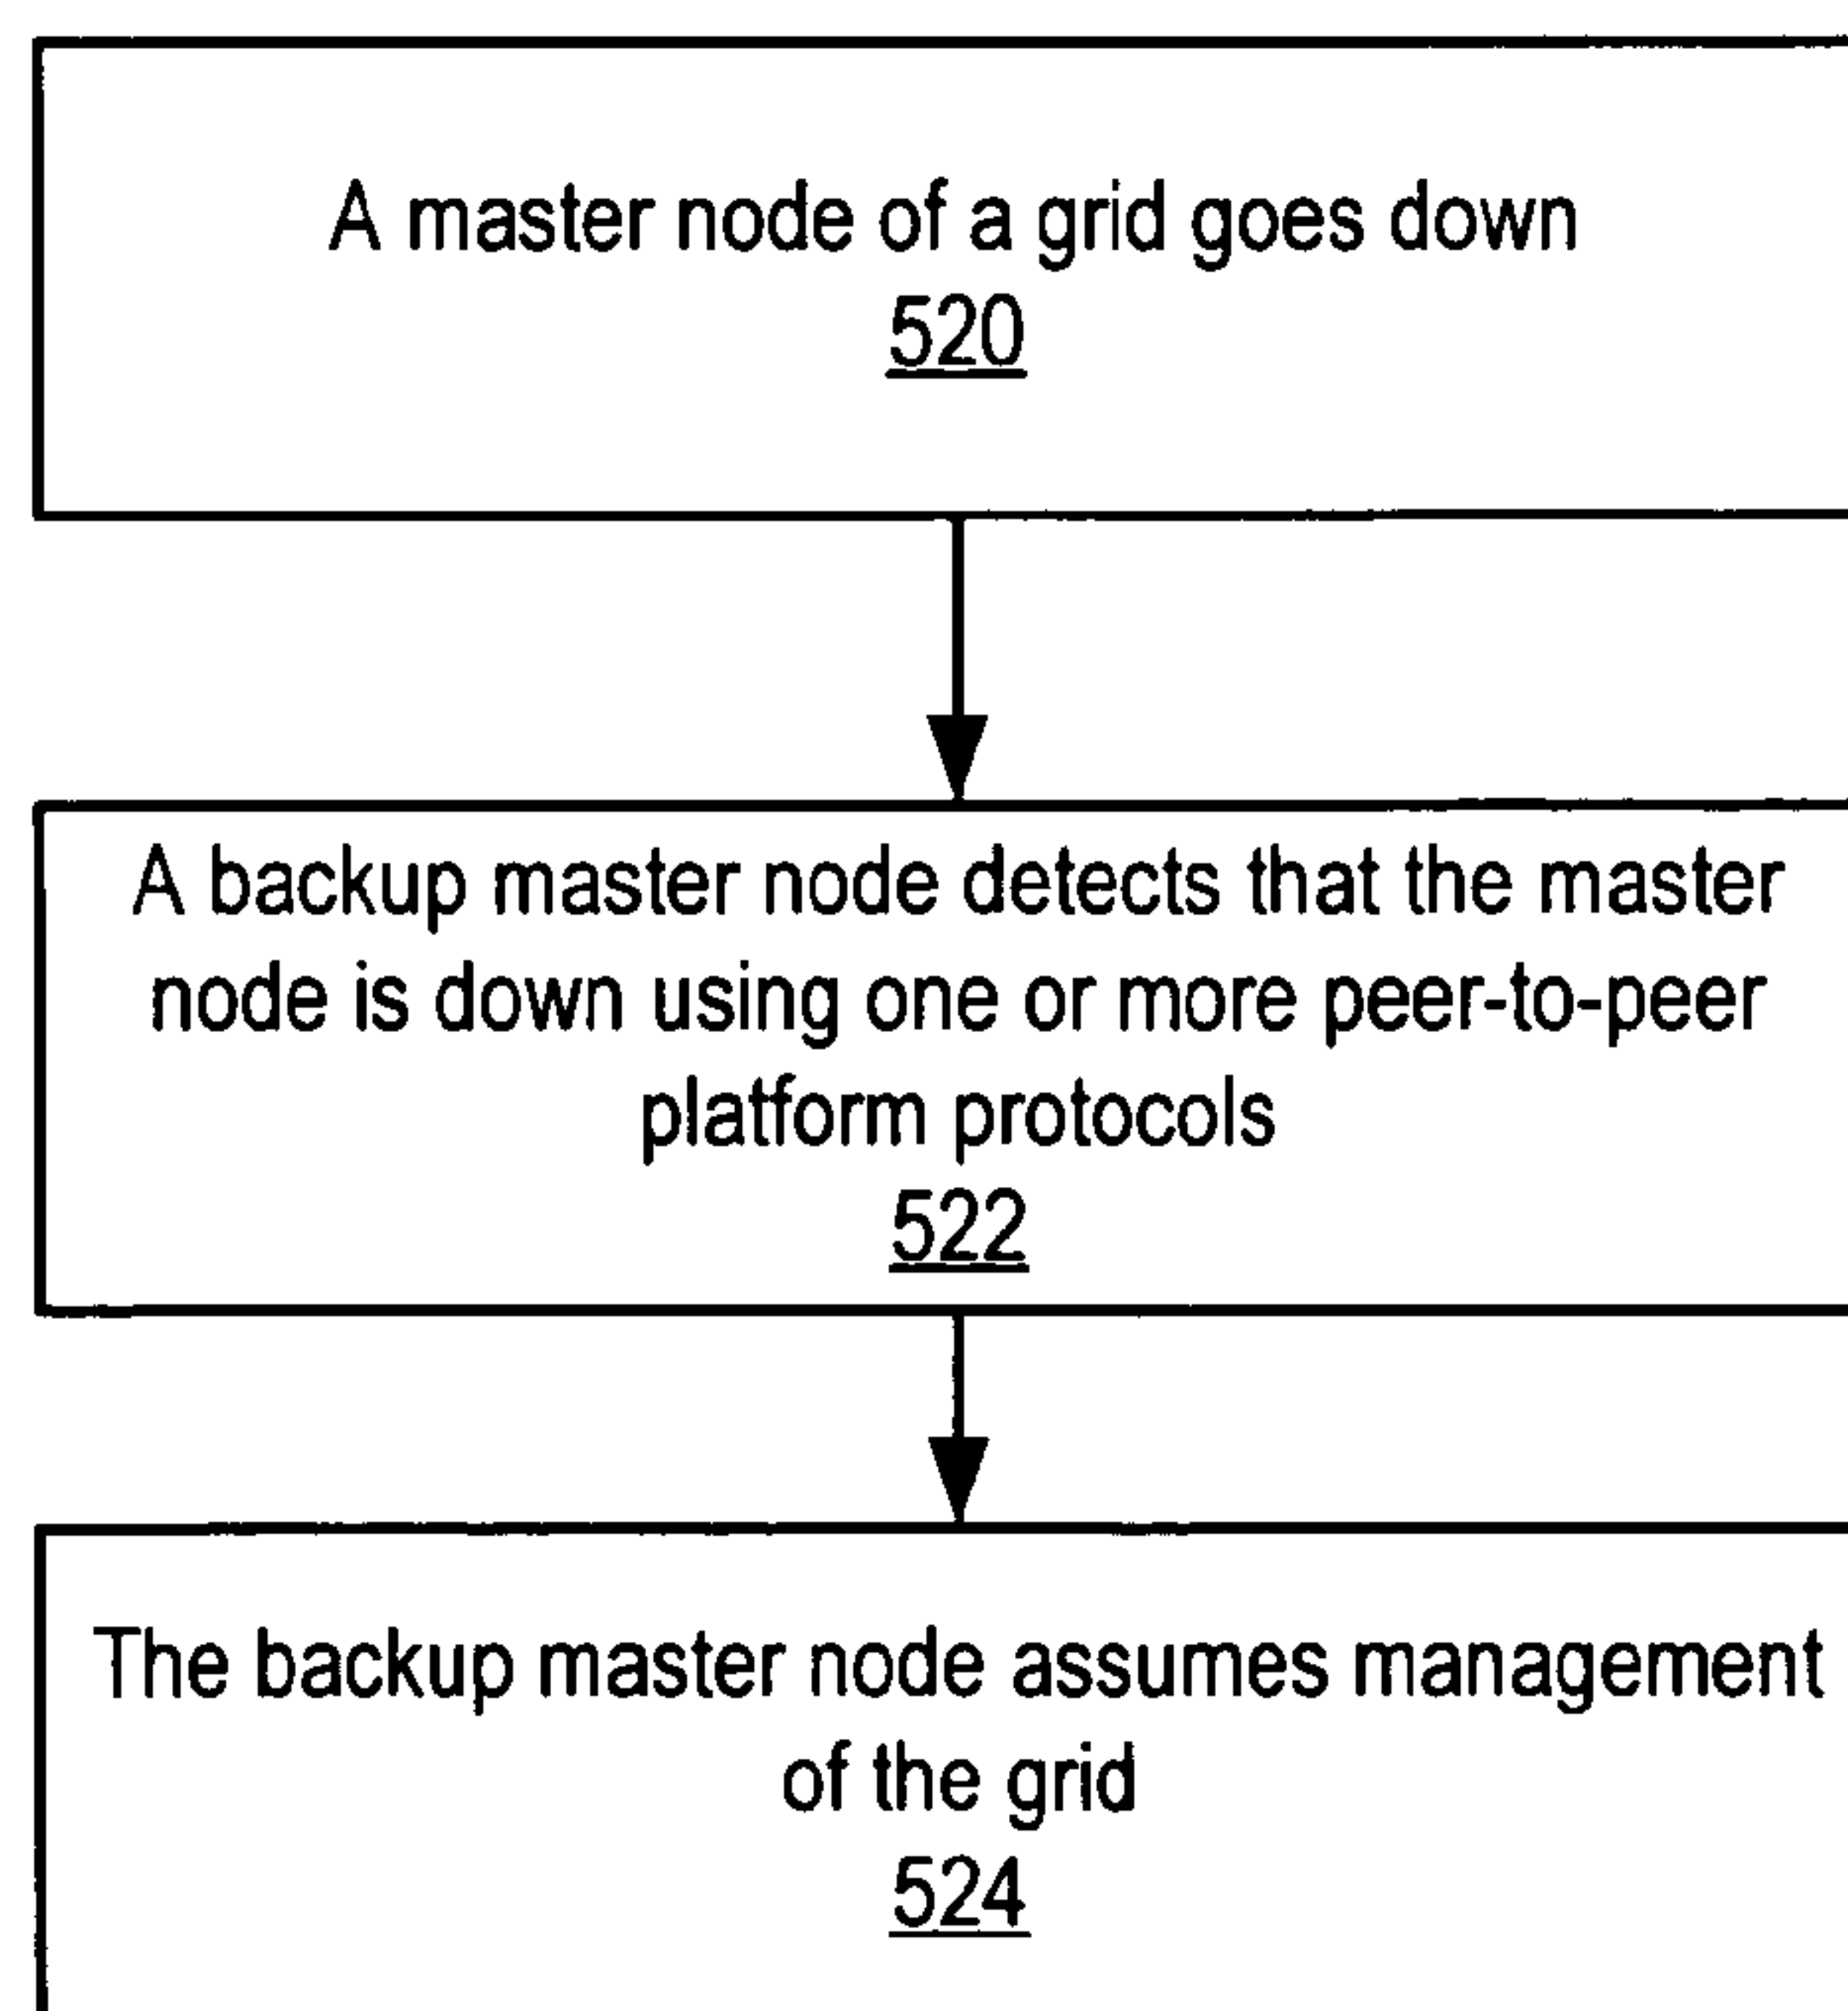 A master node of a grid goes down
520
A backup master node detects that the master
node is down using one or more peer-to-peer
platform protocols
522
The backup master node assumes management
of the grid
524